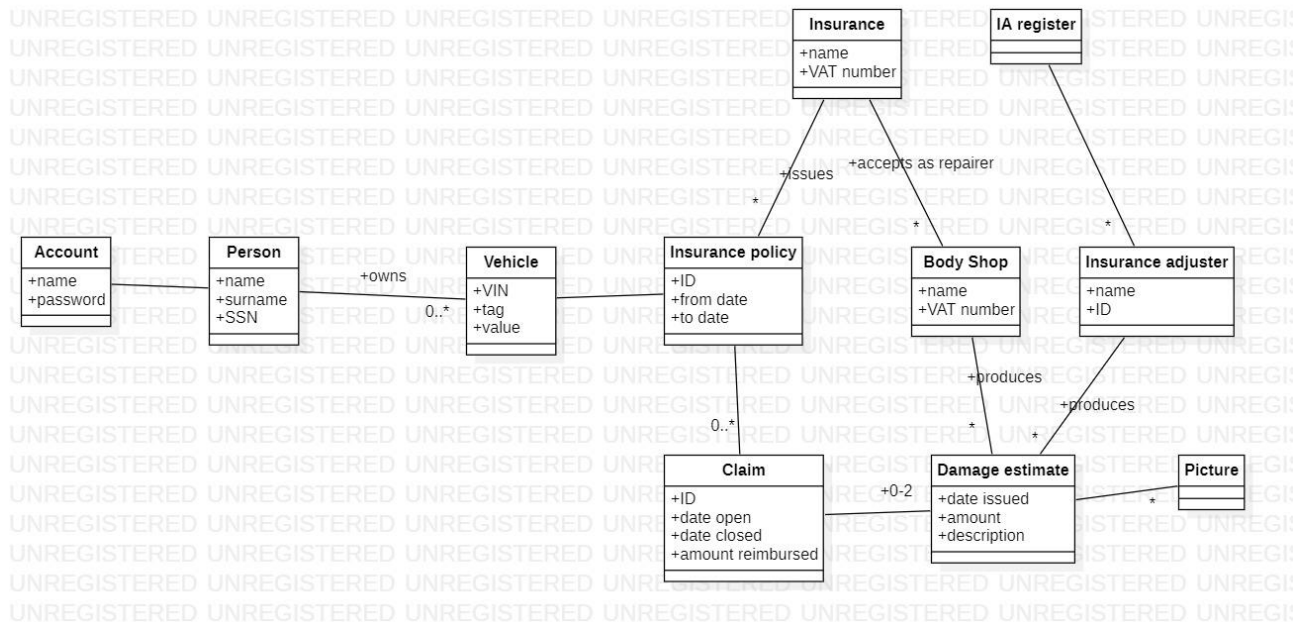 UNREGISTERED
Insurance
+name
+VAT number
IA register
+issues
+accepts as repairer
*
*
*
Account
+name
+password
Person
+name
+surname
+SSN
+owns
0..*
Vehicle
+VIN
+tag
+value
Insurance policy
+ID
+from date
+to date
Body Shop
+name
+VAT number
Insurance adjuster
+name
+ID
+produces
+produces
0..*
*
*
Claim
+ID
+date open
+date closed
+amount reimbursed
+0-2
Damage estimate
+date issued
+amount
+description
*
Picture